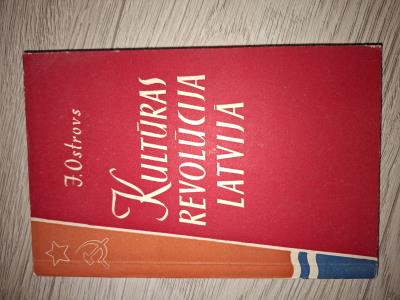 J. Ostrovs
KULTŪRAS
REVOLŪCIJA
LATVIJĀ